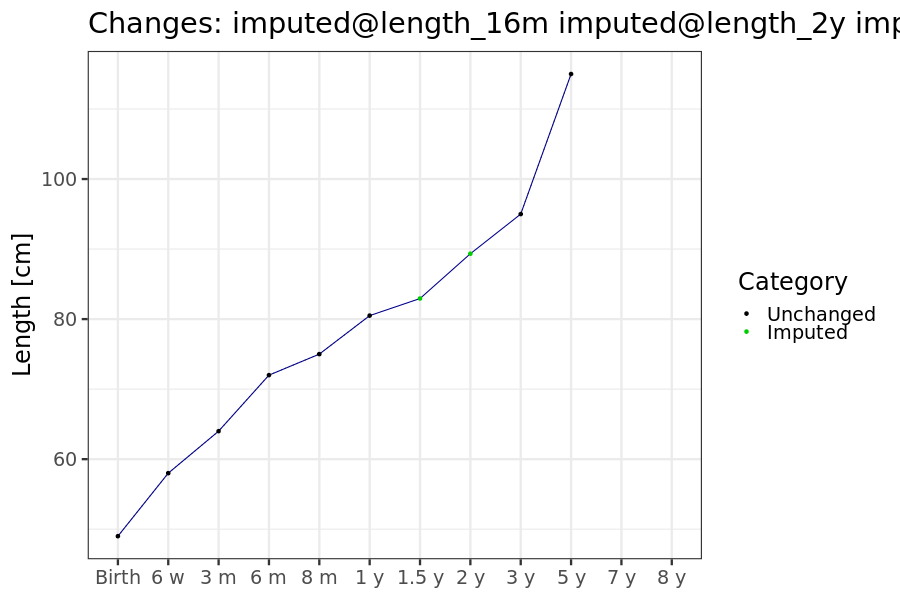 Changes: imputed@length_16m imputed@length_2y imp
Length [cm]
100
80
60
Birth 6 w 3 m 6 m 8 m 1 y 1.5 y 2 y 3 y 5 y 7 y 8 y
Category
Unchanged
Imputed